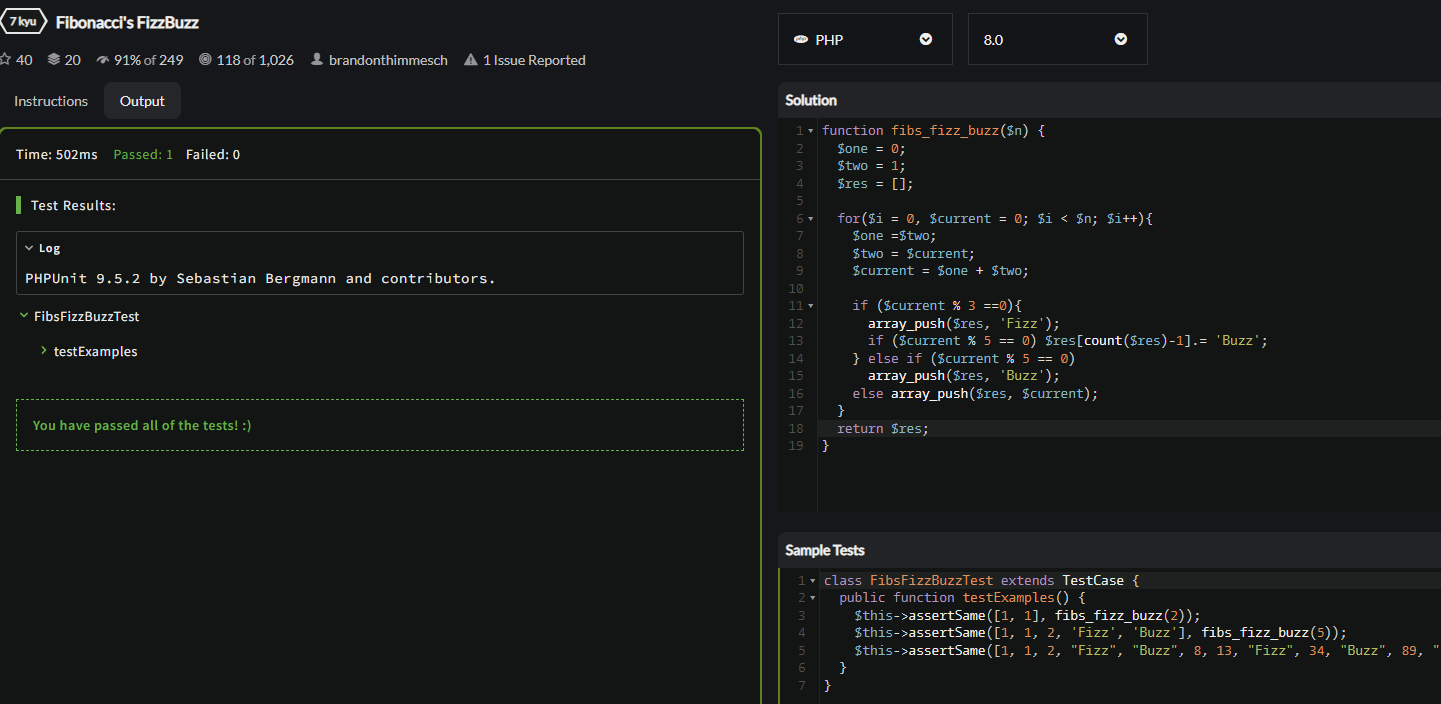 7 kyu Fibonacci's FizzBuzz
40 20 91% of 249 118 of 1,026 brandonthimmesch 1 Issue Reported
Instructions Output
Time: 502ms Passed: 1 Failed: 0
Test Results:
Log
PHPUnit 9.5.2 by Sebastian Bergmann and contributors.
FibsFizzBuzzTest
testExamples
You have passed all of the tests! :)
php PHP 8.0
Solution
1 function fibs_fizz_buzz($n) {
2 $one = 0;
3 $two = 1;
4 $res = [];
5
6 for($i = 0, $current = 0; $i < $n; $i++){
7 $one =$two;
8 $two = $current;
9 $current = $one + $two;
10
11 if ($current % 3 ==0){
12 array_push($res, 'Fizz');
13 if ($current % 5 == 0) $res[count($res)-1].= 'Buzz';
14 } else if ($current % 5 == 0)
15 array_push($res, 'Buzz');
16 else array_push($res, $current);
17 }
18 return $res;
19 }
Sample Tests
1 class FibsFizzBuzzTest extends TestCase {
2 public function testExamples() {
3 $this->assertSame([1, 1], fibs_fizz_buzz(2));
4 $this->assertSame([1, 1, 2, 'Fizz', 'Buzz'], fibs_fizz_buzz(5));
5 $this->assertSame([1, 1, 2, "Fizz", "Buzz", 8, 13, "Fizz", 34, "Buzz", 89, "
6 }
7 }